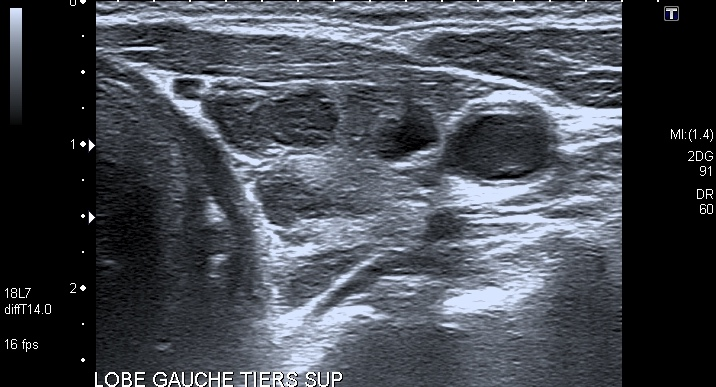 0
T
1
MI:(1.4)
2DG
91
DR
60
2
18L7
diffT14.0
16 fps
LOBE GAUCHE TIERS SUP